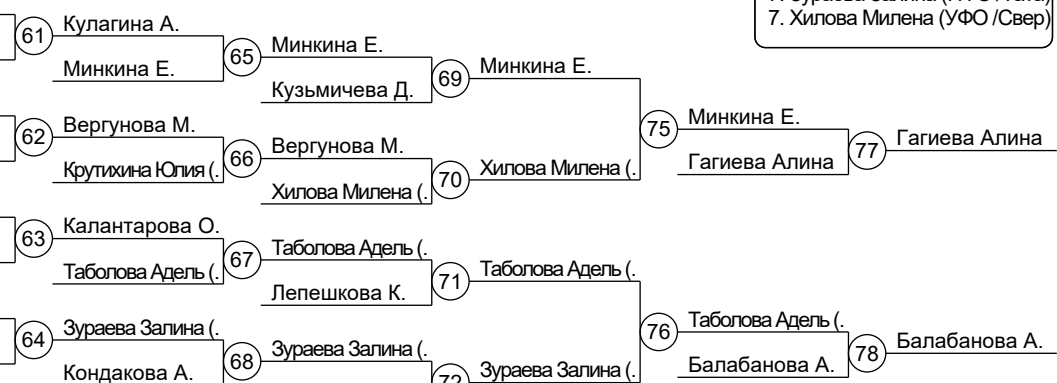 7. Хилова Милена (УФО /Свер)
61 Кулагина А.
Минкина Е.
65 Минкина Е.
Кузьмичева Д.
69 Минкина Е.
62 Вергунова М.
Крутихина Юлия (.
66 Вергунова М.
Хилова Милена (.
70 Хилова Милена (.
75 Минкина Е.
Гагиева Алина
77 Гагиева Алина
63 Калантарова О.
Таболова Адель (.
67 Таболова Адель (.
Лепешкова К.
71 Таболова Адель (.
64 Зураева Залина (.
Кондакова А.
68 Зураева Залина (.
72 Зураева Залина (.
76 Таболова Адель (.
Балабанова А.
78 Балабанова А.